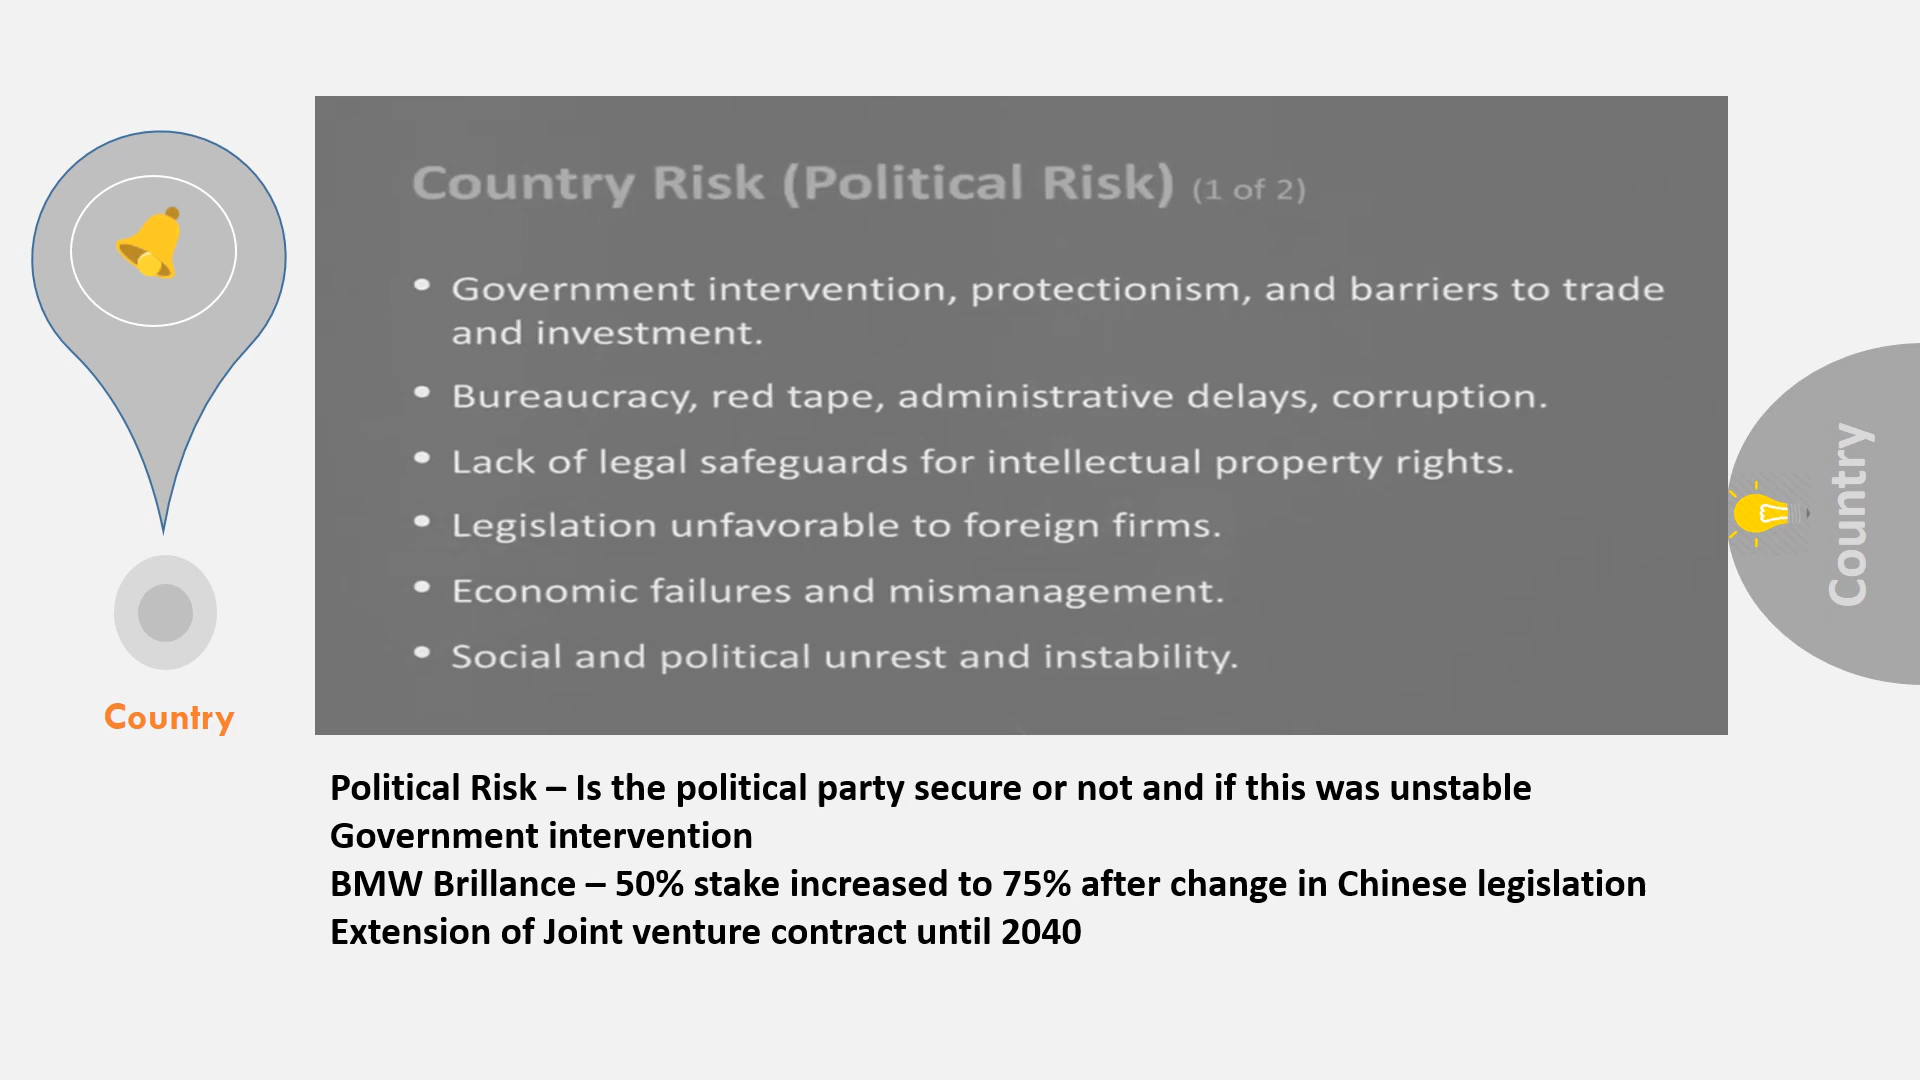 Country Risk (Political Risk) (1 of 2)
• Government intervention, protectionism, and barriers to trade
and investment.
• Bureaucracy, red tape, administrative delays, corruption.
• Lack of legal safeguards for intellectual property rights.
• Legislation unfavorable to foreign firms.
• Economic failures and mismanagement.
• Social and political unrest and instability.
Country
Country
Political Risk – Is the political party secure or not and if this was unstable
Government intervention
BMW Brillance – 50% stake increased to 75% after change in Chinese legislation
Extension of Joint venture contract until 2040